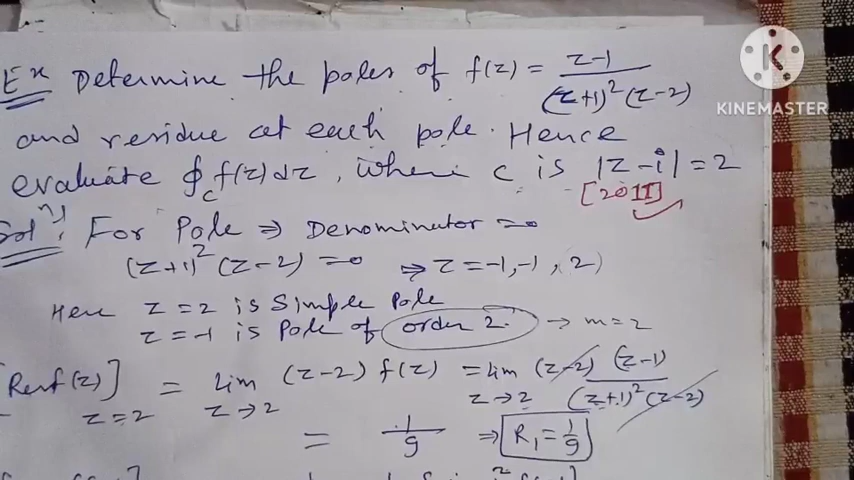 Ex Determine the poles of f(z) = z-1 / (z+1)² (z-2)
KINEMASTER
and residue at each pole. Hence
evaluate ∮c f(z) dz, where c is |z-i| = 2
[2011]
Solⁿ: For Pole ⇒ Denominator = 0
(z+1)² (z-2) = 0 ⇒ z = -1, -1, 2
Here z = 2 is Simple Pole
z = -1 is Pole of order 2. → m = 2
[Res f(z)] z=2 = lim z→2 (z-2) f(z) = lim z→2 (z-2) (z-1) / (z+1)² (z-2)
= 1/9 ⇒ R₁ = 1/9